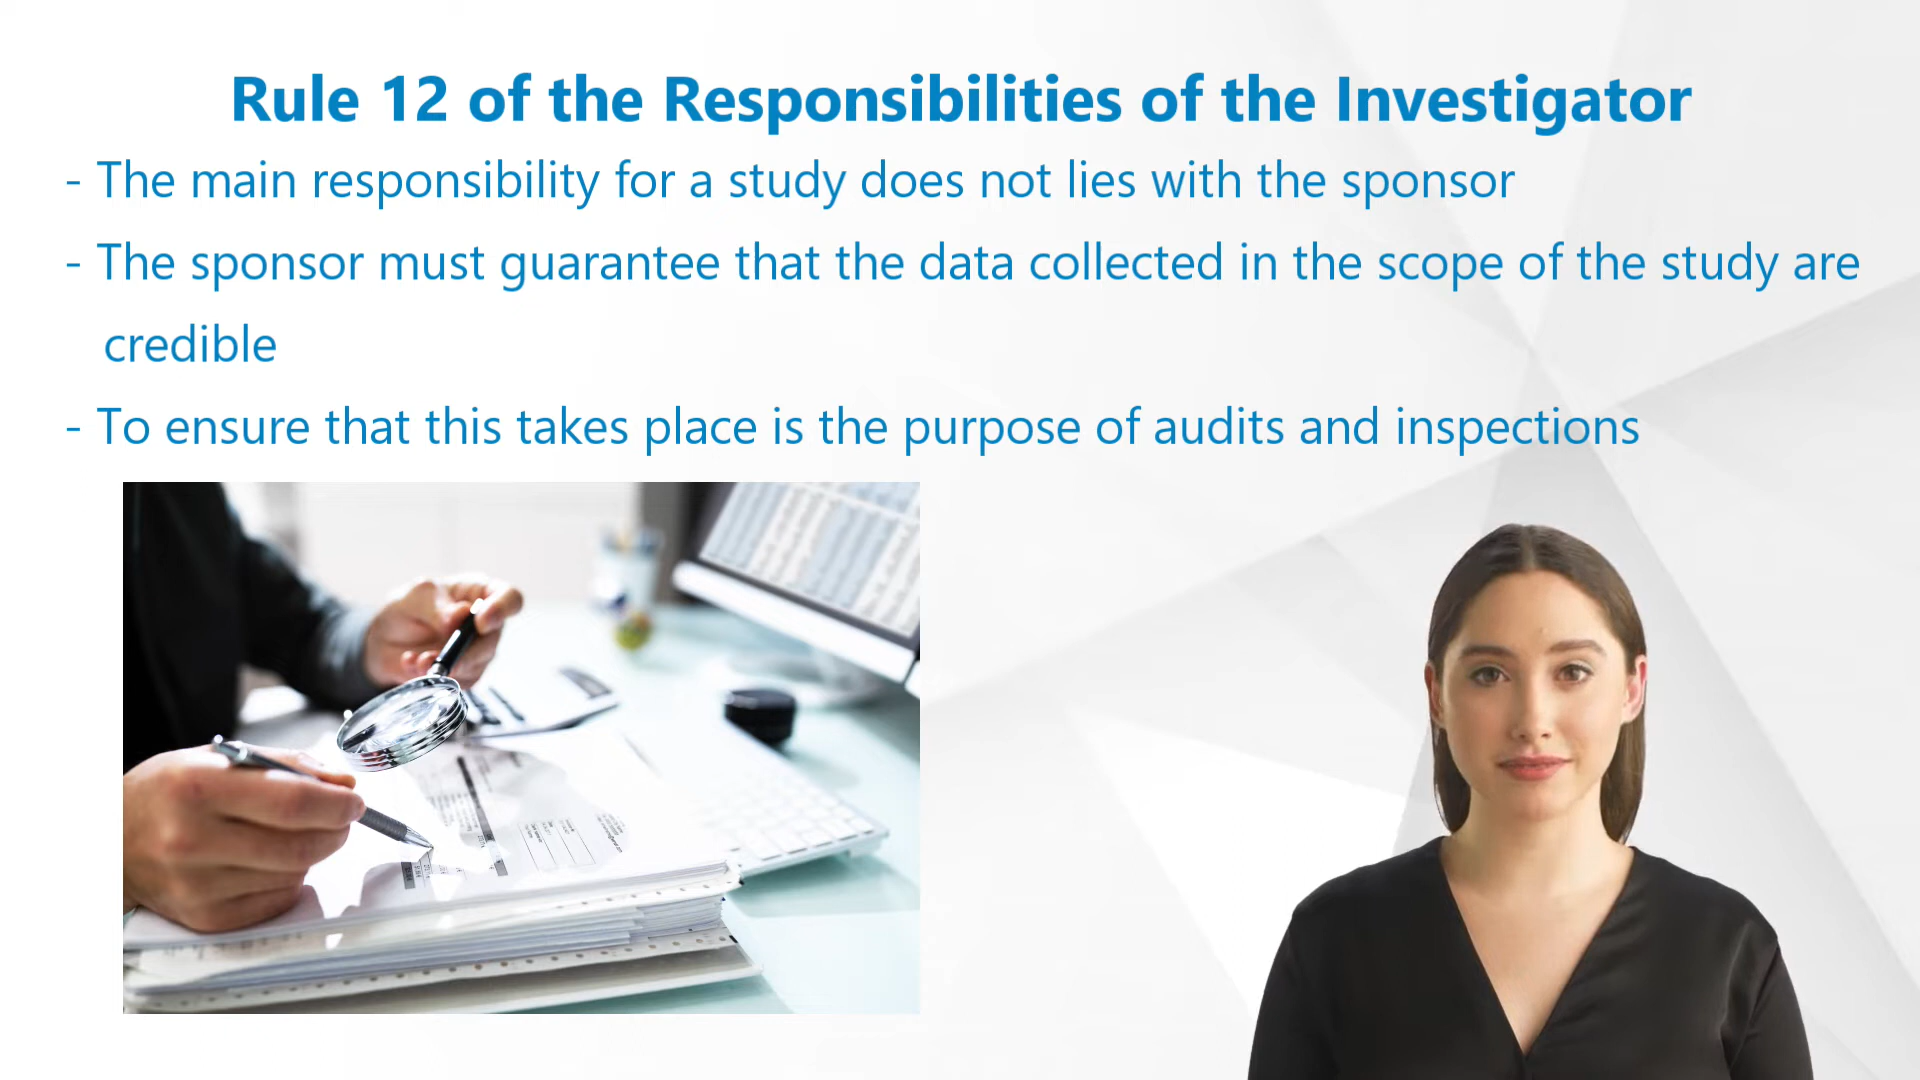 Rule 12 of the Responsibilities of the Investigator
- The main responsibility for a study does not lies with the sponsor
- The sponsor must guarantee that the data collected in the scope of the study are
credible
- To ensure that this takes place is the purpose of audits and inspections